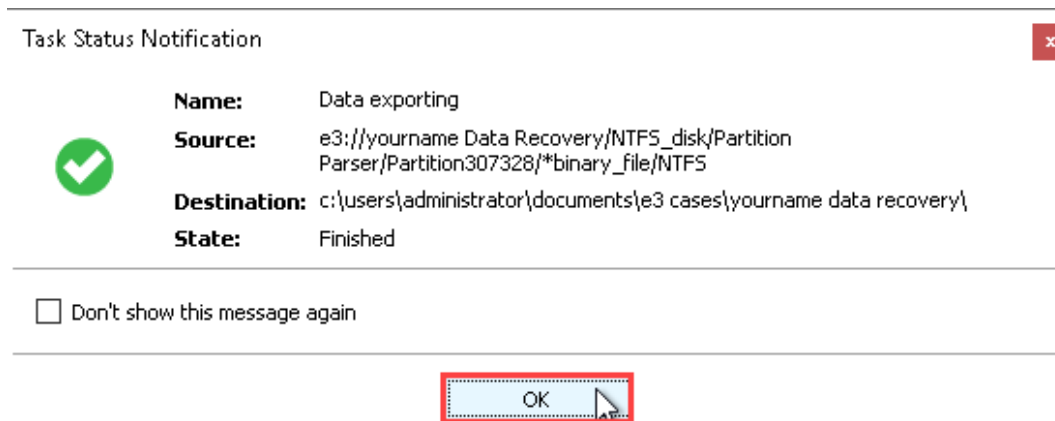 Task Status Notification
x
Name: Data exporting
Source: e3://yourname Data Recovery/NTFS_disk/Partition
Parser/Partition307328/*binary_file/NTFS
Destination: c:\users\administrator\documents\e3 cases\yourname data recovery\
State: Finished
Don't show this message again
OK